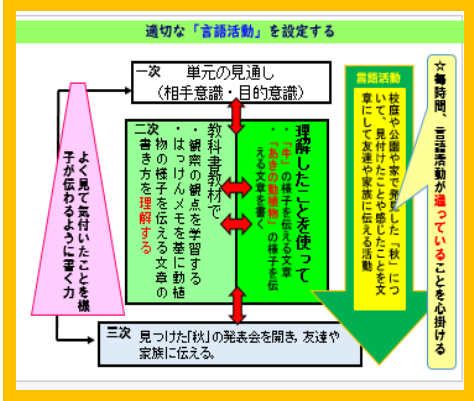 適切な「言語活動」を設定する
一次　単元の見通し
（相手意識・目的意識）
言語活動
校庭や公園や家で発見した「秋」につ
いて、見付けたことや感じたことを文
章にして友達や家族に伝える活動
☆毎時間、言語活動が通っていることを心掛ける
理解したことを使って
・「牛」の様子を伝える文章
・「あきの動植物」の様子を伝
える文章を書く
二次
教科書教材で
・観察の観点を学習する
・はっけんメモを基に動植
物の様子を伝える文章の
書き方を理解する
よく見て気付いたことを様
子が伝わるように書く力
三次　見つけた「秋」の発表会を開き，友達や
家族に伝える。